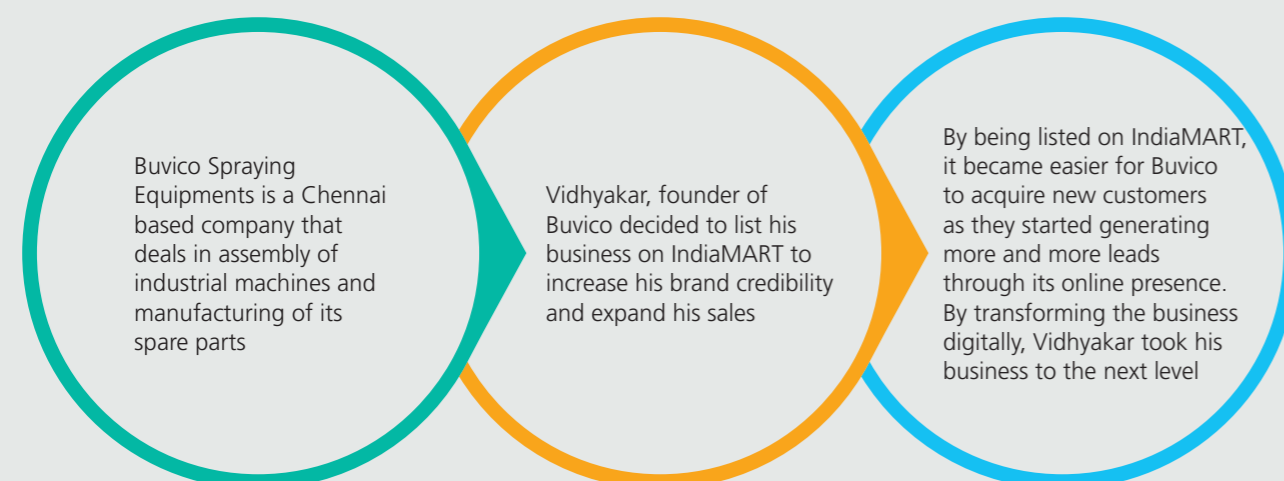 Buvico Spraying
Equipments is a Chennai
based company that
deals in assembly of
industrial machines and
manufacturing of its
spare parts
Vidhyakar, founder of
Buvico decided to list his
business on IndiaMART to
increase his brand credibility
and expand his sales
By being listed on IndiaMART,
it became easier for Buvico
to acquire new customers
as they started generating
more and more leads
through its online presence.
By transforming the business
digitally, Vidhyakar took his
business to the next level